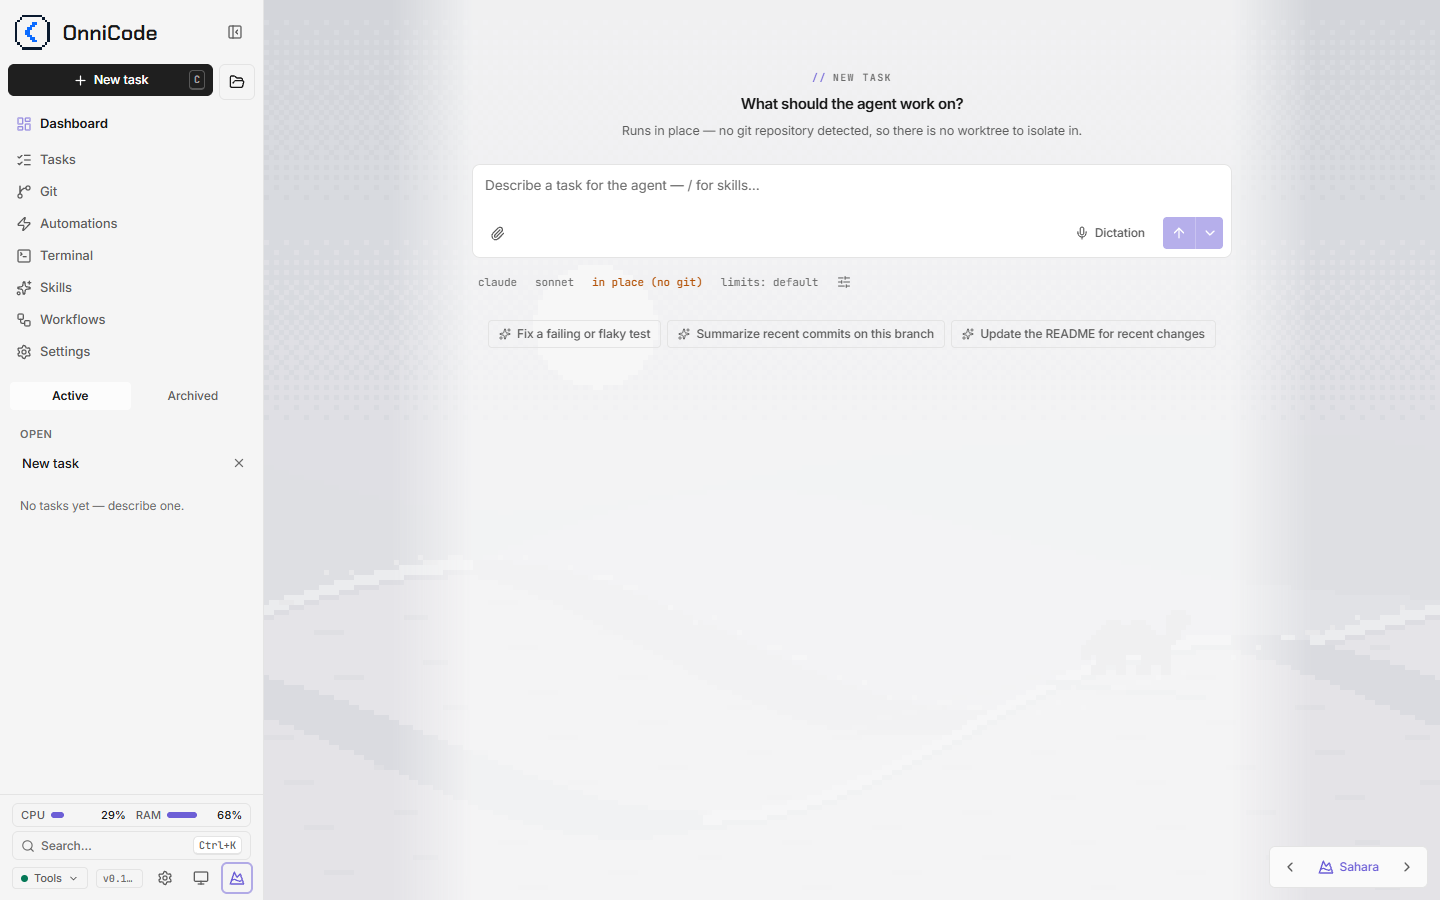 OnniCode
New task C
Dashboard
Tasks
Git
Automations
Terminal
Skills
Workflows
Settings
Active Archived
OPEN
New task
No tasks yet — describe one.
CPU 29% RAM 68%
Search... Ctrl+K
Tools v0.1…
// NEW TASK
What should the agent work on?
Runs in place — no git repository detected, so there is no worktree to isolate in.
Describe a task for the agent — / for skills...
Dictation
claude sonnet in place (no git) limits: default
Fix a failing or flaky test Summarize recent commits on this branch Update the README for recent changes
Sahara